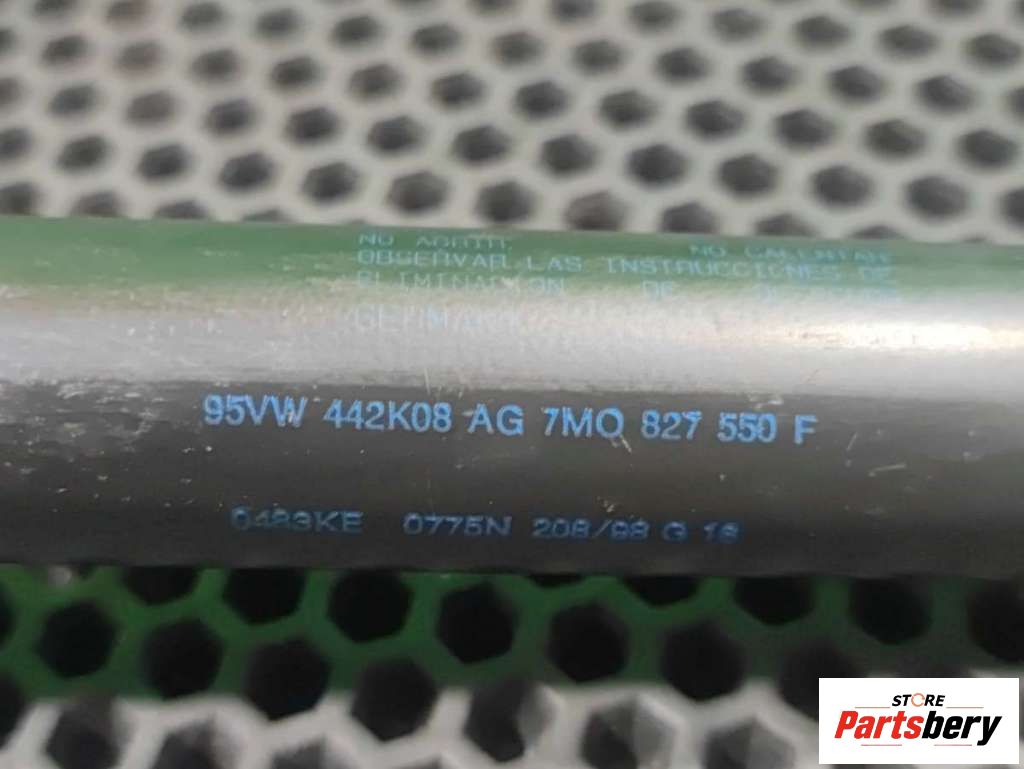 NO ABRIR. NO CALENTAR
OBSERVAR LAS INSTRUCCIONES DE
ELIMINACION DE
GERMANY
95VW 442K08 AG 7M0 827 550 F
0483KE 0775N 208/98 G 16
STORE
Partsbery